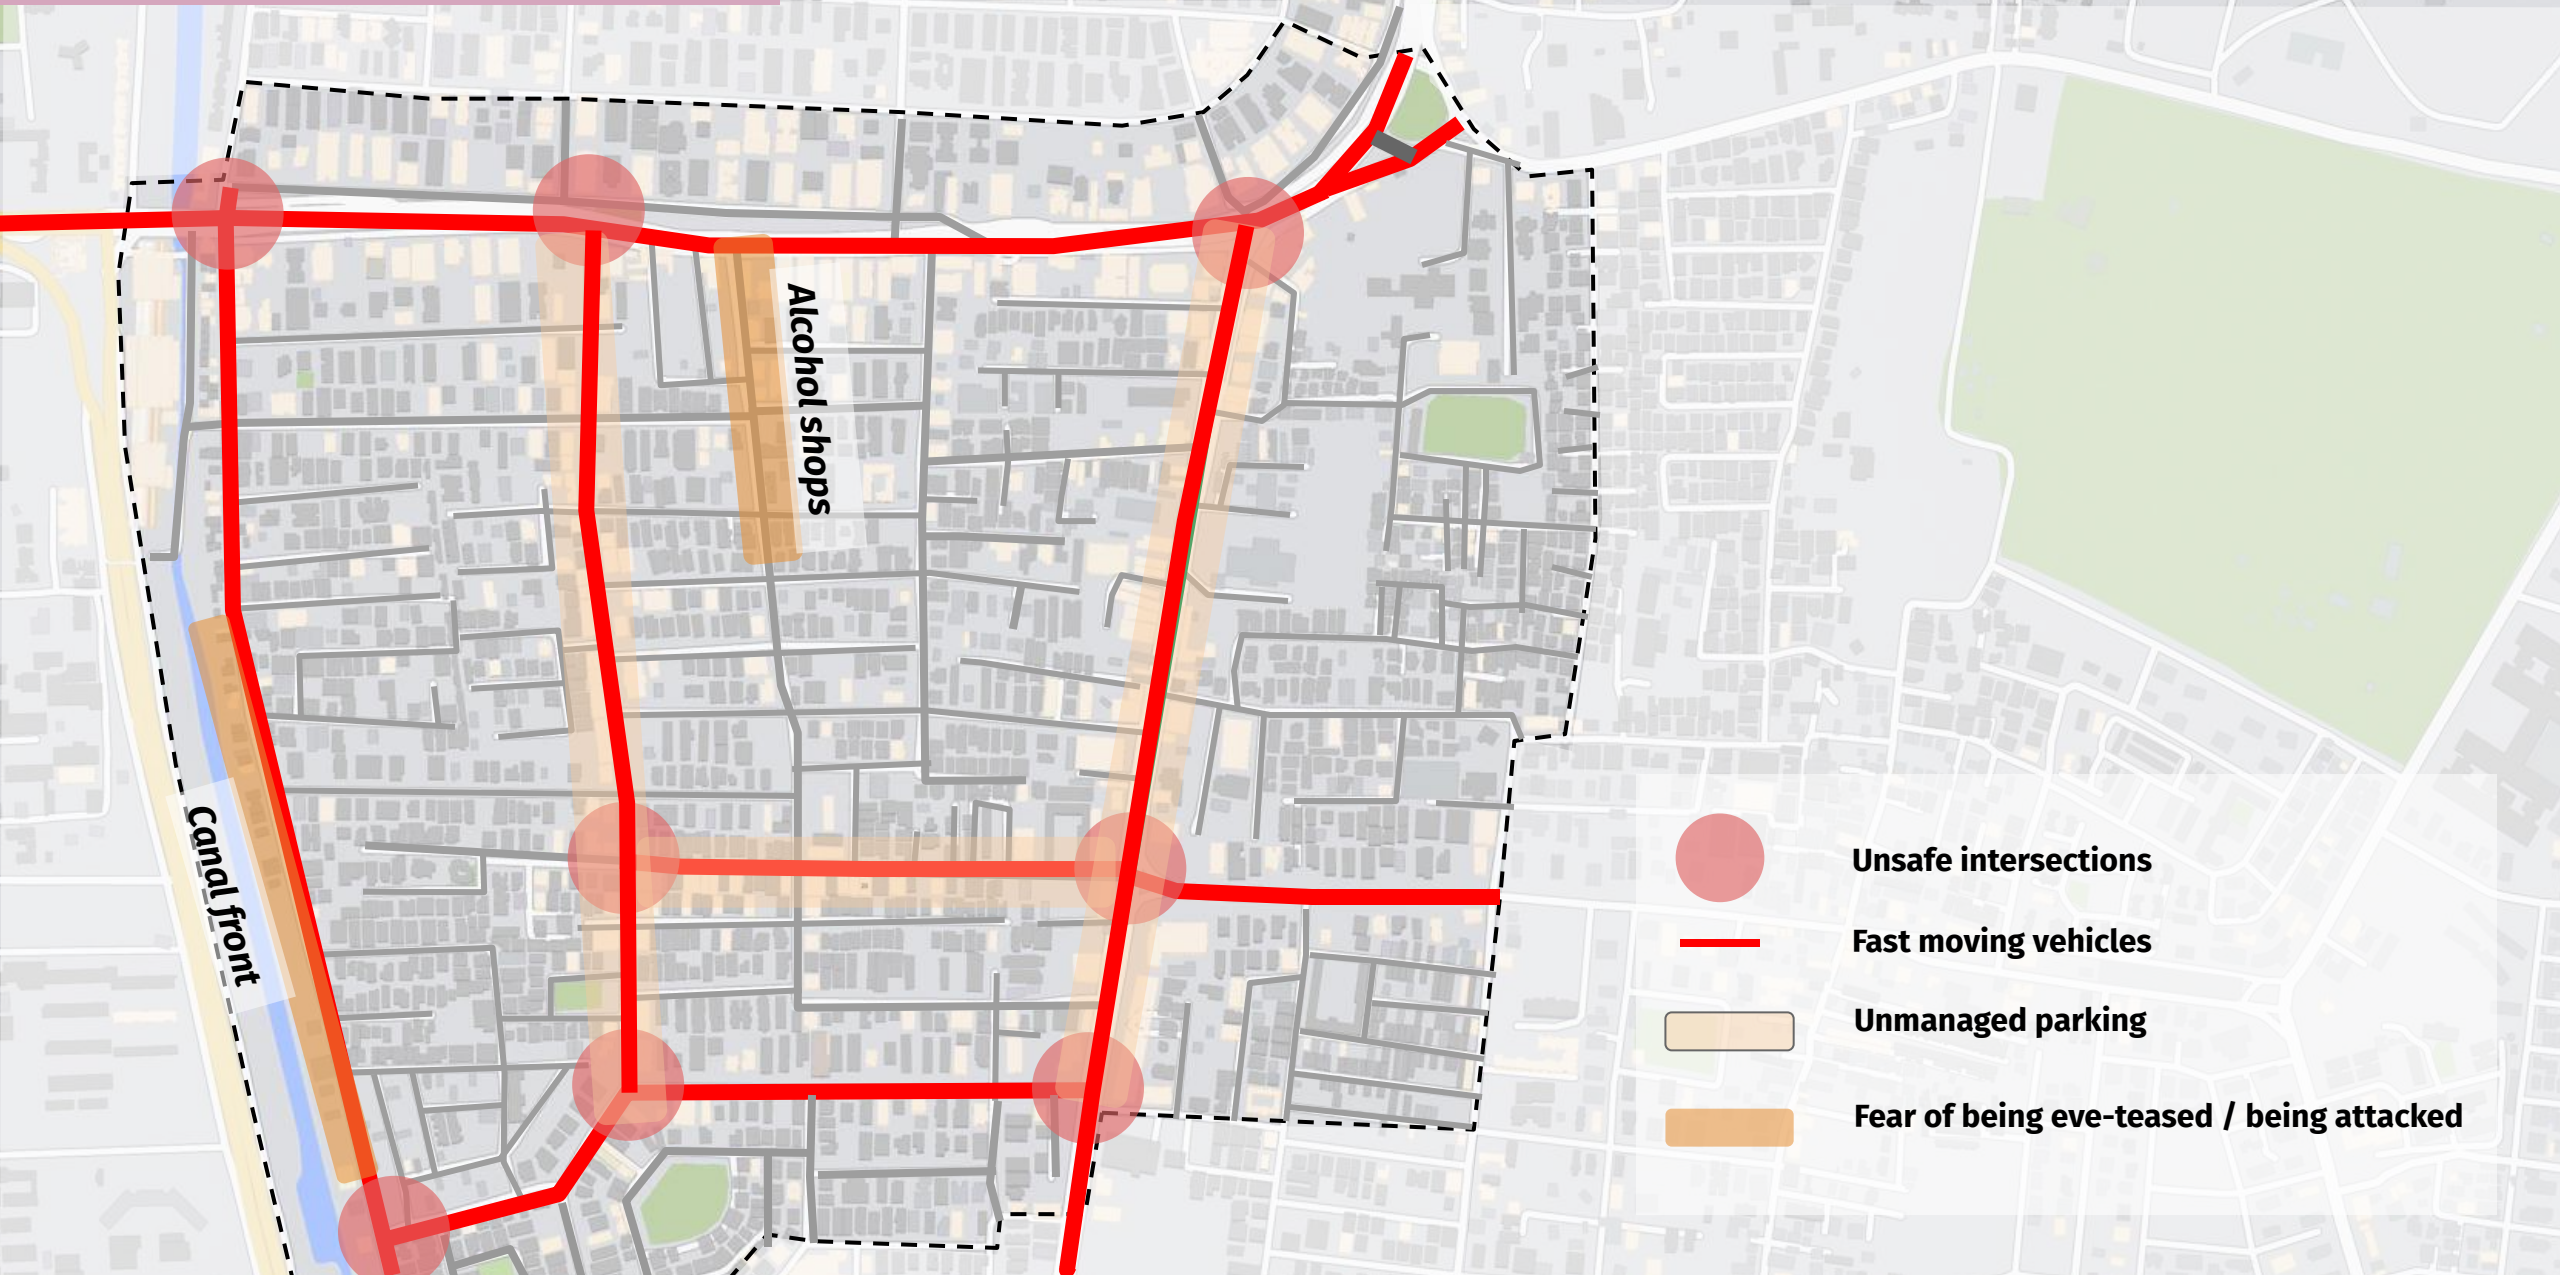 Alcohol shops
Canal front
Unsafe intersections
Fast moving vehicles
Unmanaged parking
Fear of being eve-teased / being attacked